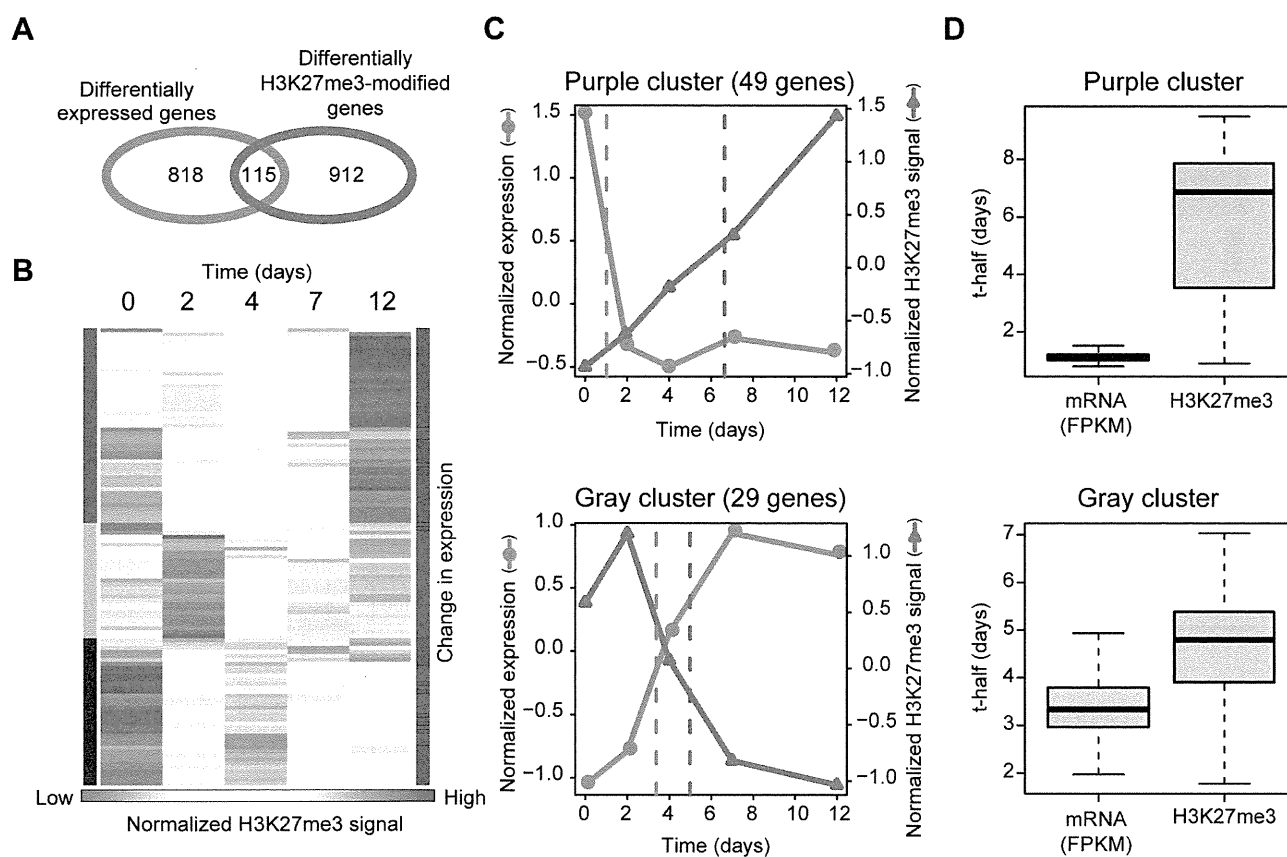 A
Differentially
expressed genes
Differentially
H3K27me3-modified
genes
818
115
912
B
Time (days)
0 2 4 7 12
Change in expression
Low
High
Normalized H3K27me3 signal
C
Purple cluster (49 genes)
Normalized expression ( )
1.5
1.0
0.5
0.0
−0.5
1.5
1.0
0.5
0.0
−0.5
−1.0
Normalized H3K27me3 signal ( )
0 2 4 6 8 10 12
Time (days)
Gray cluster (29 genes)
Normalized expression ( )
1.0
0.5
0.0
−0.5
−1.0
1.0
0.5
0.0
−0.5
−1.0
Normalized H3K27me3 signal ( )
0 2 4 6 8 10 12
Time (days)
D
Purple cluster
t-half (days)
8
6
4
2
mRNA
(FPKM)
H3K27me3
Gray cluster
t-half (days)
7
6
5
4
3
2
mRNA
(FPKM)
H3K27me3